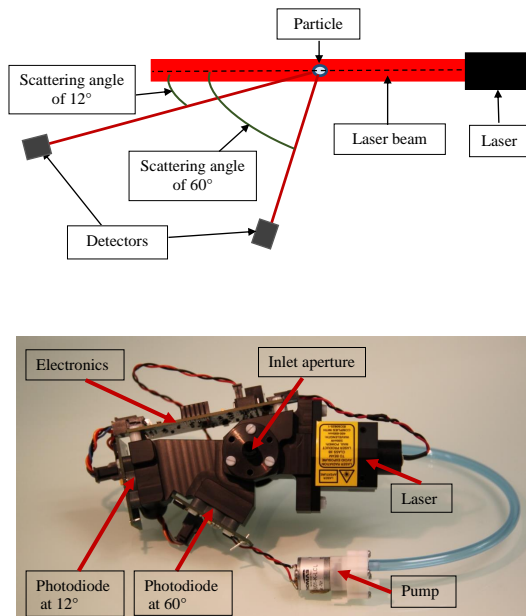 Particle
Scattering angle
of 12°
Scattering angle
of 60°
Laser beam
Laser
Detectors
Electronics
Inlet aperture
Laser
Photodiode
at 12°
Photodiode
at 60°
Pump